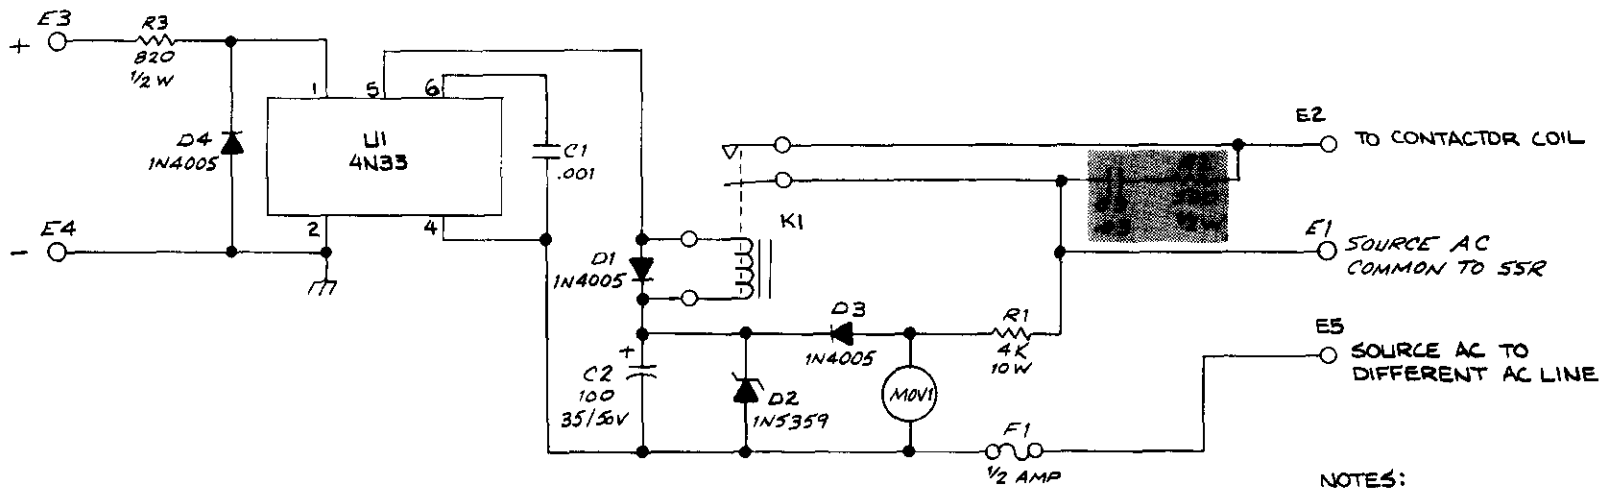 E3
+
R3
820
1/2 W
1
5
6
D4
1N4005
U1
4N33
C1
.001
E4
-
2
4
K1
E2
TO CONTACTOR COIL
E1
SOURCE AC
COMMON TO SSR
D1
1N4005
D3
1N4005
R1
4K
10W
E5
SOURCE AC TO
DIFFERENT AC LINE
+
C2
100
35/50V
D2
1N5359
MOV1
F1
1/2 AMP
NOTES: